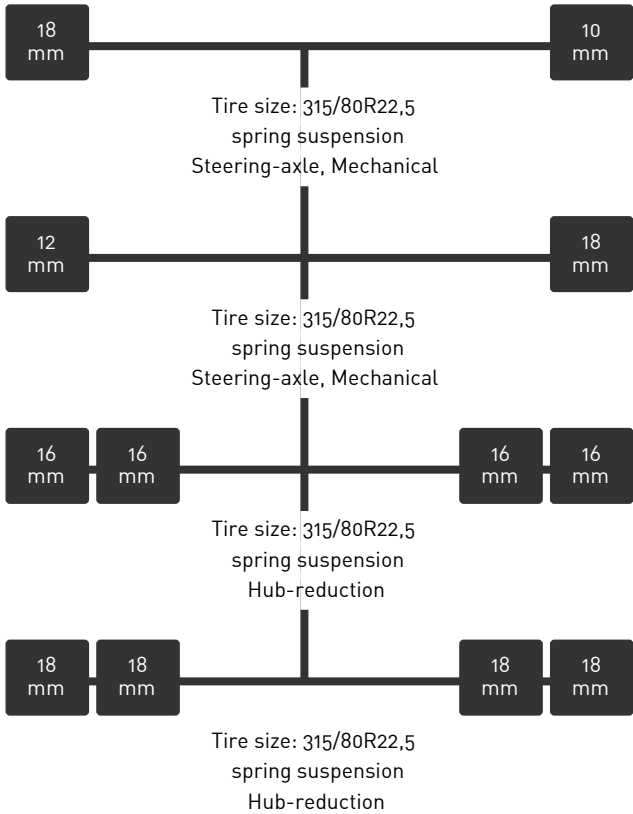 18 mm
10 mm
Tire size: 315/80R22,5
spring suspension
Steering-axle, Mechanical
12 mm
18 mm
Tire size: 315/80R22,5
spring suspension
Steering-axle, Mechanical
16 mm
16 mm
16 mm
16 mm
Tire size: 315/80R22,5
spring suspension
Hub-reduction
18 mm
18 mm
18 mm
18 mm
Tire size: 315/80R22,5
spring suspension
Hub-reduction